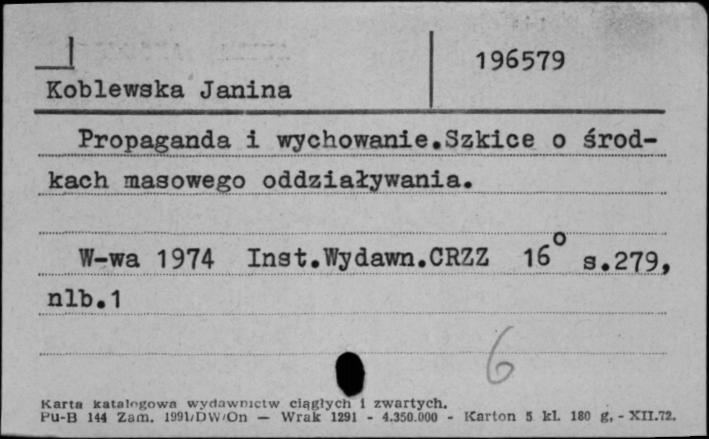 196579
Koblewska Janina
Propaganda i wychowanie.Szkice o środ-
kach masowego oddziaływania.
W-wa 1974 Inst.Wydawn.CRZZ 16° s.279,
nlb.1
6
Karta katalogowa wydawnictw ciągłych i zwartych.
Pu-B 144 Zam. 1991/DW/On — Wrak 1291 - 4.350.000 - Karton 5 kl. 180 g. - XII.72.